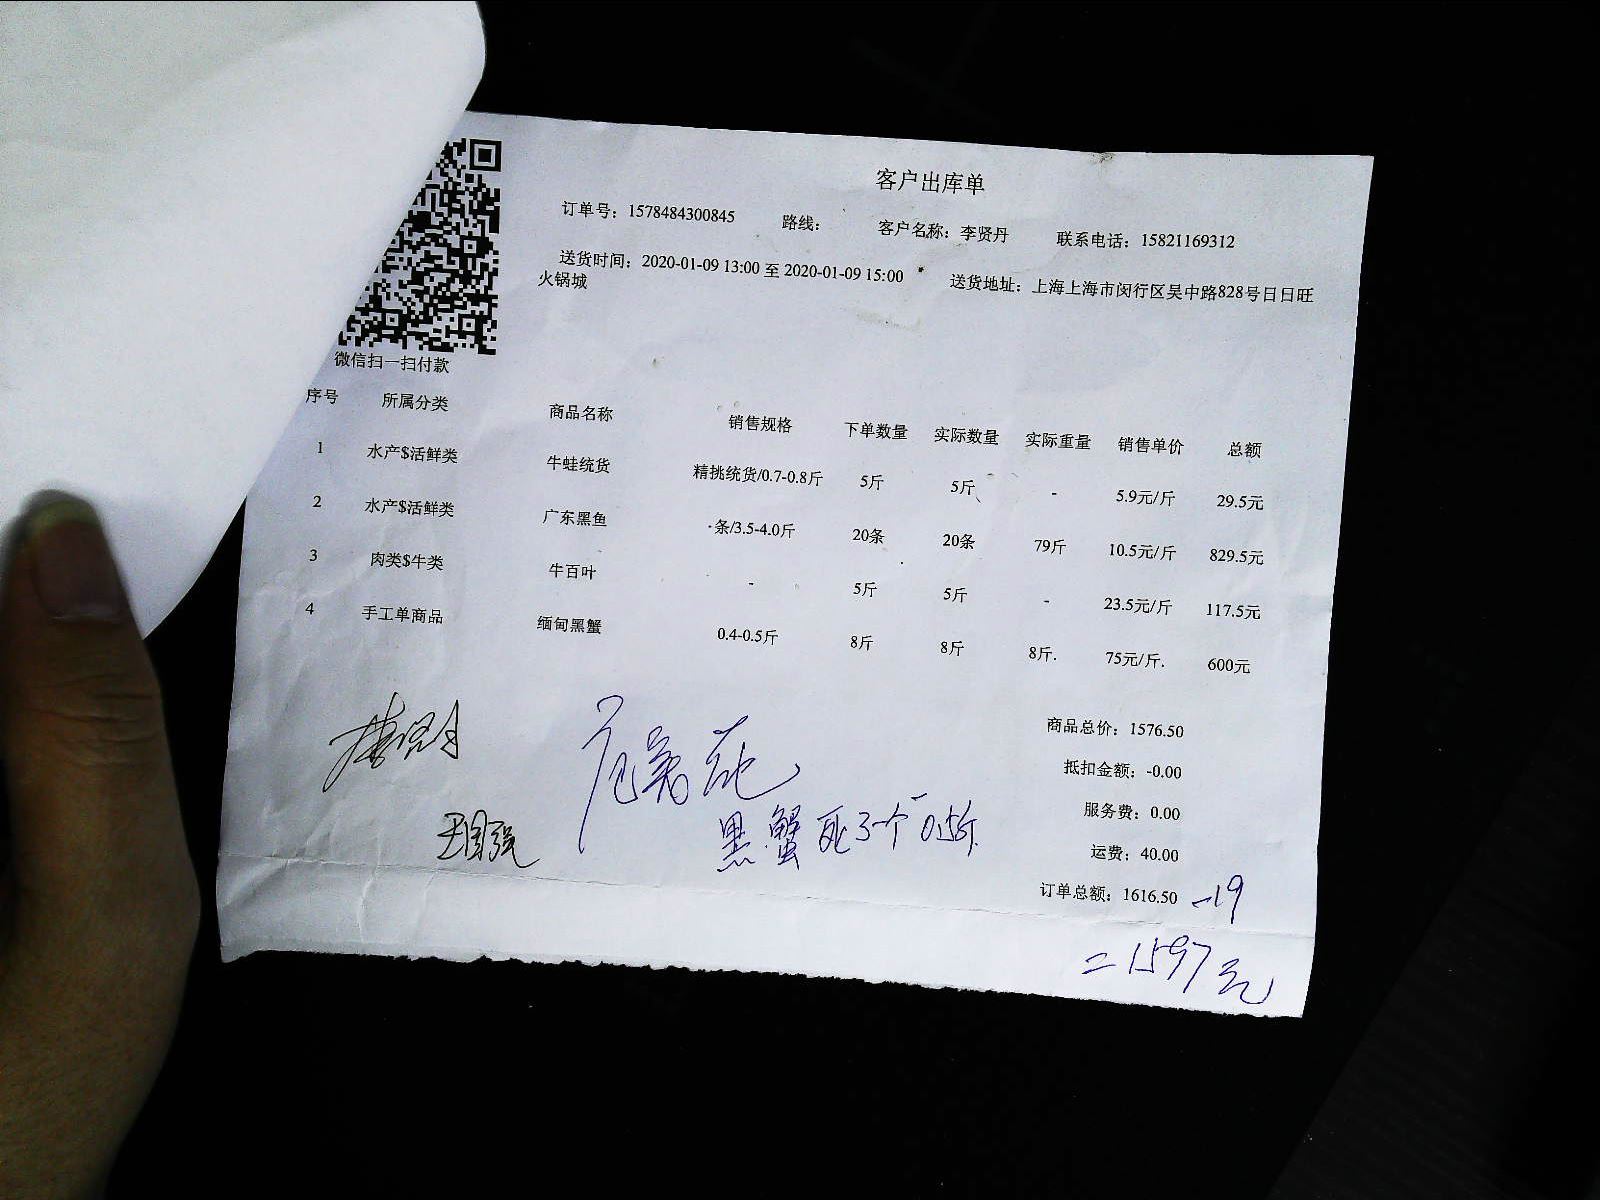 客户出库单
订单号：1578484300845 路线： 客户名称：李贤丹 联系电话：15821169312
送货时间：2020-01-09 13:00 至 2020-01-09 15:00 送货地址：上海上海市闵行区吴中路828号日日旺
火锅城
微信扫一扫付款
序号 所属分类 商品名称 销售规格 下单数量 实际数量 实际重量 销售单价 总额
1 水产$活鲜类 牛蛙统货 精挑统货/0.7-0.8斤 5斤 5斤 - 5.9元/斤 29.5元
2 水产$活鲜类 广东黑鱼 条/3.5-4.0斤 20条 20条 79斤 10.5元/斤 829.5元
3 肉类$牛类 牛百叶 - 5斤 5斤 - 23.5元/斤 117.5元
4 手工单商品 缅甸黑蟹 0.4-0.5斤 8斤 8斤 8斤. 75元/斤. 600元
商品总价：1576.50
抵扣金额：-0.00
服务费：0.00
运费：40.00
订单总额：1616.50 -19
=1597元
王国强
黑蟹死3个 0.5斤